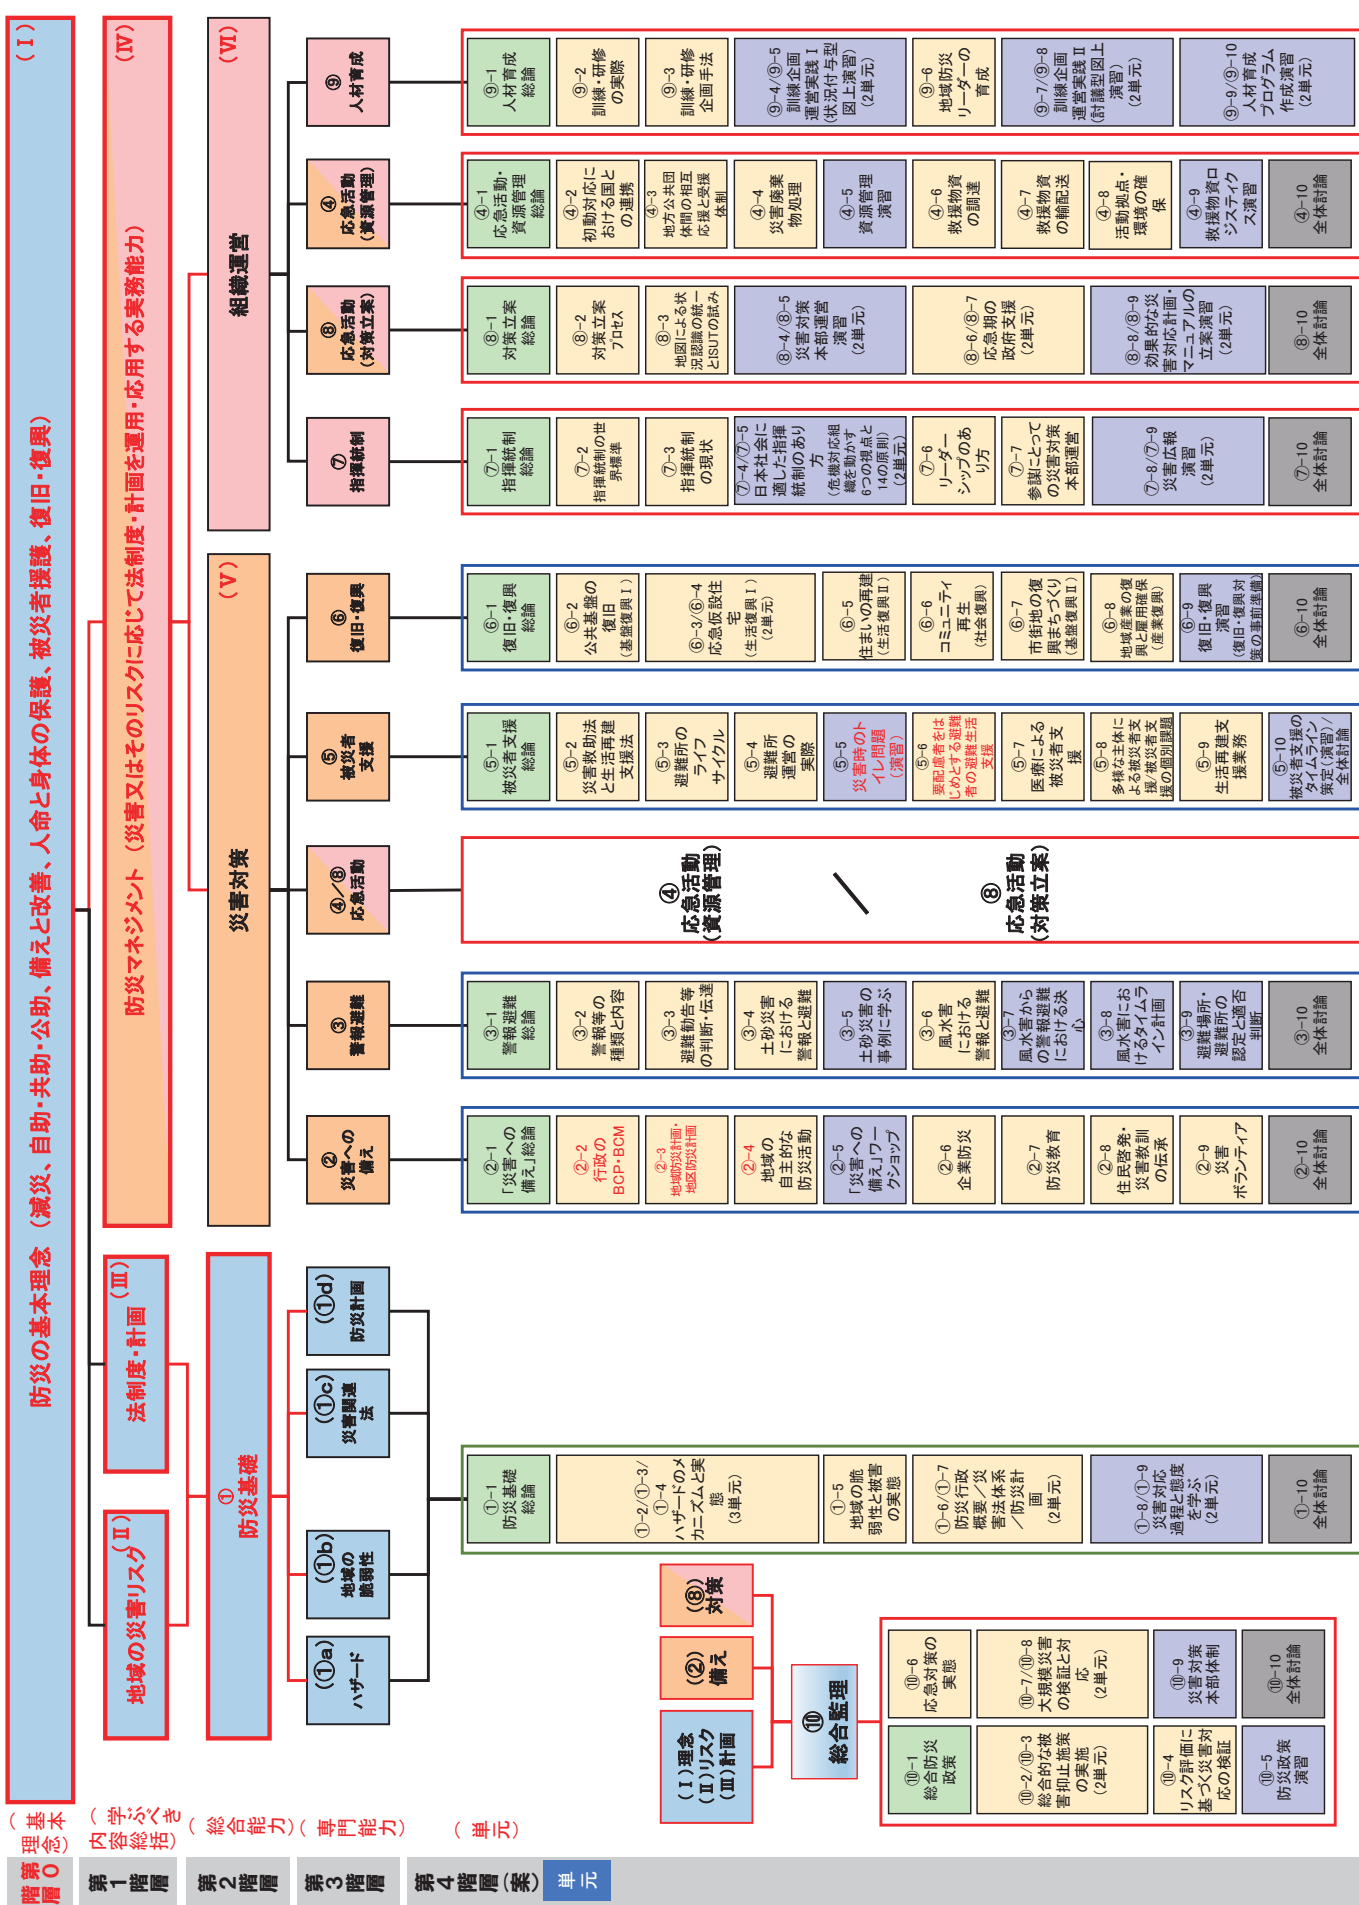 第０
階層
（基本
理念）
防災の基本理念 （減災、自助・共助・公助、備えと改善、人命と身体の保護、被災者援護、復旧・復興）
（Ⅰ）
第１階層
（学ぶべき
内容総括）
地域の災害リスク
（Ⅱ）
法制度・計画
（Ⅲ）
防災マネジメント （災害又はそのリスクに応じて法制度・計画を運用・応用する実務能力）
（Ⅳ）
第２階層
（総合能力）
①
防災基礎
災害対策
（Ⅴ）
組織運営
（Ⅵ）
第３階層
（専門能力）
（①a）
ハザード
（①b）
地域の
脆弱性
（①c）
災害関連
法
（①d）
防災計画
②
災害への
備え
③
警報避難
④／⑧
応急活動
⑤
被災者
支援
⑥
復旧・復興
⑦
指揮統制
⑧
応急活動
（対策立案）
④
応急活動
（資源管理）
⑨
人材育成
第４階層（案）
（単元）
単元
①-1
防災基礎
総論
①-2/①-3/
①-4
ハザードのメ
カニズムと実
態
（3単元）
①-5
地域の脆
弱性と被害
の実態
①-6/①-7
防災行政
概要／災
害法体系
／防災計
画
（2単元）
①-8/①-9
災害対応
過程と態度
を学ぶ
（2単元）
①-10
全体討論
②-1
「災害への
備え」総論
②-2
行政の
BCP・BCM
②-3
地域防災計画・
地区防災計画
②-4
地域の
自主的な
防災活動
②-5
「災害への
備え」ワー
クショップ
②-6
企業防災
②-7
防災教育
②-8
住民啓発・
災害教訓
の伝承
②-9
災害
ボランティア
②-10
全体討論
③-1
警報避難
総論
③-2
警報等の
種類と内容
③-3
避難勧告等
の判断・伝達
③-4
土砂災害
における
警報と避難
③-5
土砂災害の
事例に学ぶ
③-6
風水害
における
警報と避難
③-7
風水害から
の警報避難
における決
心
③-8
風水害にお
けるタイムラ
イン計画
③-9
避難場所・
避難所の
認定と適否
判断
③-10
全体討論
④
応急活動
（資源管理）
／
⑧
応急活動
（対策立案）
⑤-1
被災者支援
総論
⑤-2
災害救助法
と生活再建
支援法
⑤-3
避難所の
ライフ
サイクル
⑤-4
避難所
運営の
実際
⑤-5
災害時のト
イレ問題
（演習）
⑤-6
要配慮者をは
じめとする避難
者の避難生活
支援
⑤-7
医療による
被災者支
援
⑤-8
多様な主体に
よる被災者支
援/被災者支
援の個別課題
⑤-9
生活再建支
援業務
⑤-10
被災者支援の
タイムライン
策定（演習）/
全体討論
⑥-1
復旧・復興
総論
⑥-2
公共基盤の
復旧
（基盤復興Ⅰ）
⑥-3/⑥-4
応急仮設住
宅
（生活復興Ⅰ）
（2単元）
⑥-5
住まいの再建
（生活復興Ⅱ）
⑥-6
コミュニティ
再生
（社会復興）
⑥-7
市街地の復
興まちづくり
（基盤復興Ⅱ）
⑥-8
地域産業の復
興と雇用確保
（産業復興）
⑥-9
復旧・復興
演習
（復旧・復興対
策の事前準備）
⑥-10
全体討論
⑦-1
指揮統制
総論
⑦-2
指揮統制の世
界標準
⑦-3
指揮統制
の現状
⑦-4/⑦-5
日本社会に
適した指揮
統制のあり
方
（危機対応組
織を動かす
6つの視点と
14の原則）
（2単元）
⑦-6
リーダー
シップのあ
り方
⑦-7
参謀にとって
の災害対策
本部運営
⑦-8/⑦-9
災害広報
演習
（2単元）
⑦-10
全体討論
⑧-1
対策立案
総論
⑧-2
対策立案
プロセス
⑧-3
地図による状
況認識の統一
とISUTの試み
⑧-4/⑧-5
災害対策
本部運営
演習
（2単元）
⑧-6/⑧-7
応急期の
政府支援
（2単元）
⑧-8/⑧-9
効果的な災
害対応計画・
マニュアルの
立案演習
（2単元）
⑧-10
全体討論
④-1
応急活動・
資源管理
総論
④-2
初動対応に
おける国と
の連携
④-3
地方公共団
体間の相互
応援と受援
体制
④-4
災害廃棄
物処理
④-5
資源管理
演習
④-6
救援物資
の調達
④-7
救援物資
の輸配送
④-8
活動拠点・
環境の確
保
④-9
救援物資ロ
ジスティク
ス演習
④-10
全体討論
⑨-1
人材育成
総論
⑨-2
訓練・研修
の実際
⑨-3
訓練・研修
企画手法
⑨-4/⑨-5
訓練企画
運営実践Ⅰ
（状況付与型
図上演習）
（2単元）
⑨-6
地域防災
リーダーの
育成
⑨-7/⑨-8
訓練企画
運営実践Ⅱ
（討議型図上
演習）
（2単元）
⑨-9/⑨-10
人材育成
プログラム
作成演習
（2単元）
（Ⅰ）理念
（Ⅱ）リスク
（Ⅲ）計画
（②）
備え
（⑧）
対策
⑩
総合監理
⑩-1
総合防災
政策
⑩-2/⑩-3
総合的な被
害抑止施策
の実施
（2単元）
⑩-4
リスク評価に
基づく災害対
応の検証
⑩-5
防災政策
演習
⑩-6
応急対策の
実態
⑩-7/⑩-8
大規模災害
の検証と対
応
（2単元）
⑩-9
災害対策
本部体制
⑩-10
全体討論